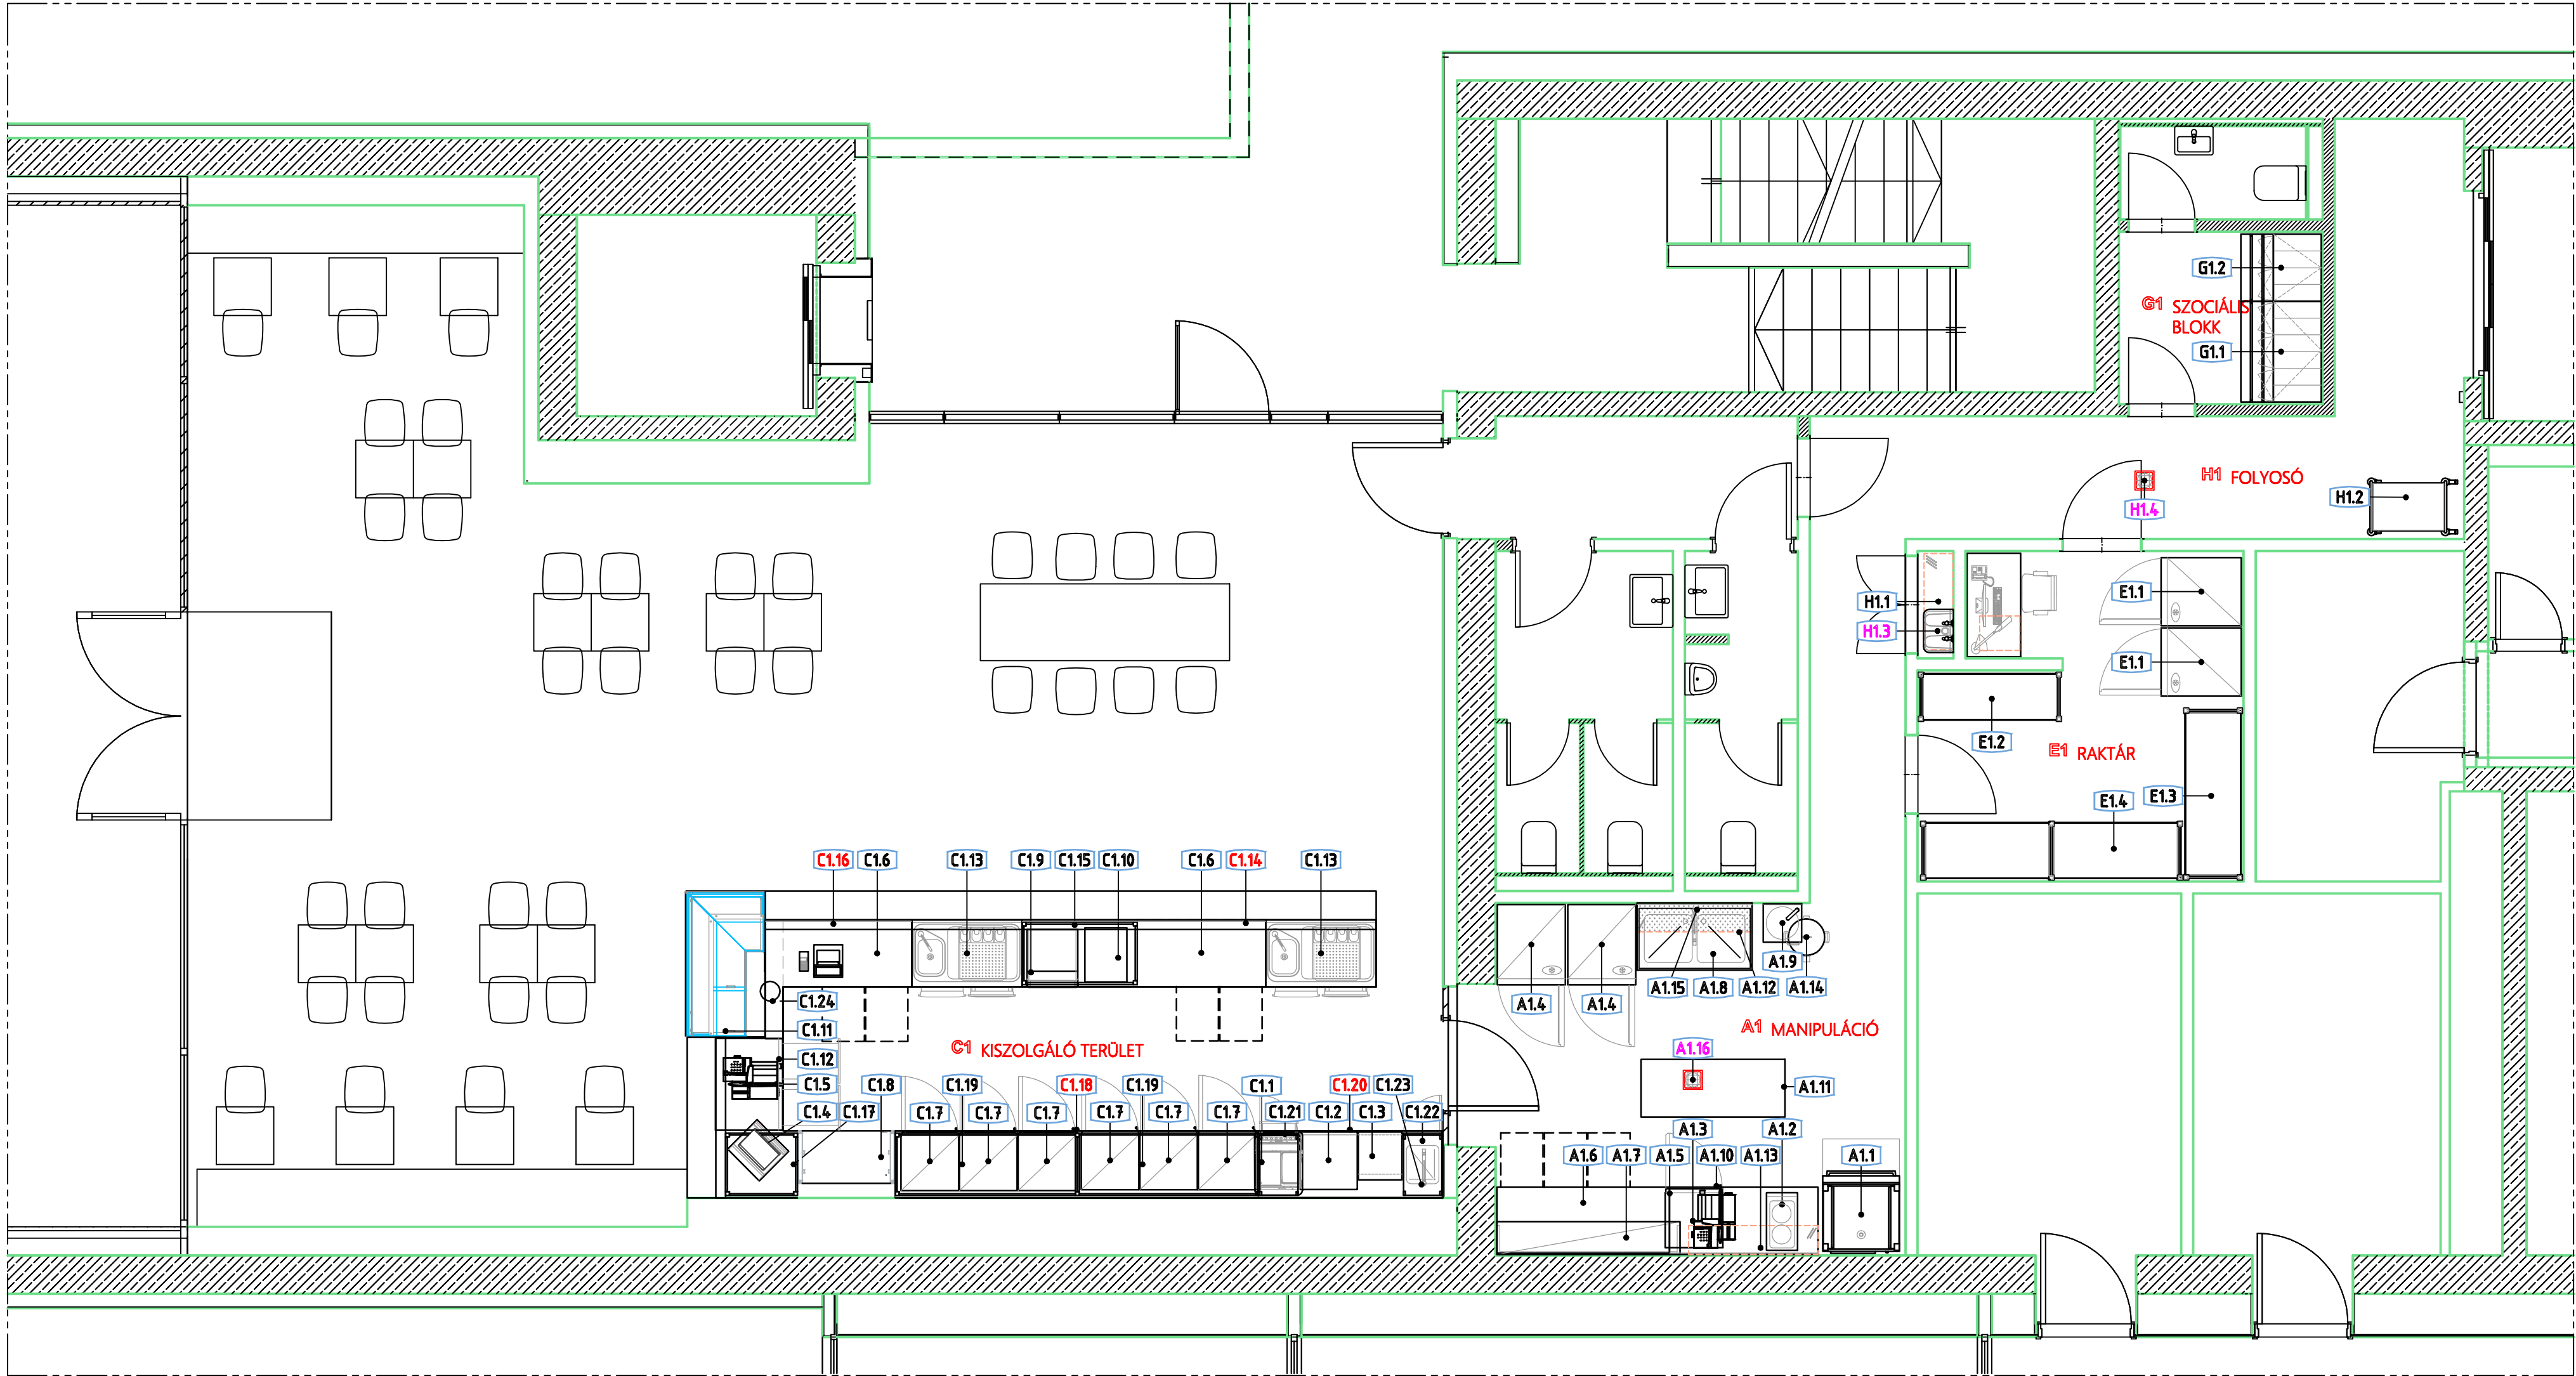 G1.2
G1 SZOCIÁLIS
BLOKK
G1.1
H1 FOLYOSÓ
H1.2
H1.4
H1.1
H1.3
E1.1
E1.1
E1.2
E1 RAKTÁR
E1.4
E1.3
C1.16
C1.6
C1.13
C1.9
C1.15
C1.10
C1.6
C1.14
C1.13
C1.24
C1.11
C1 KISZOLGÁLÓ TERÜLET
C1.12
C1.5
C1.8
C1.19
C1.18
C1.19
C1.1
C1.20
C1.23
C1.4
C1.17
C1.7
C1.7
C1.7
C1.7
C1.7
C1.7
C1.21
C1.2
C1.3
C1.22
A1.9
A1.4
A1.4
A1.15
A1.8
A1.12
A1.14
A1 MANIPULÁCIÓ
A1.16
A1.11
A1.3
A1.2
A1.6
A1.7
A1.5
A1.10
A1.13
A1.1